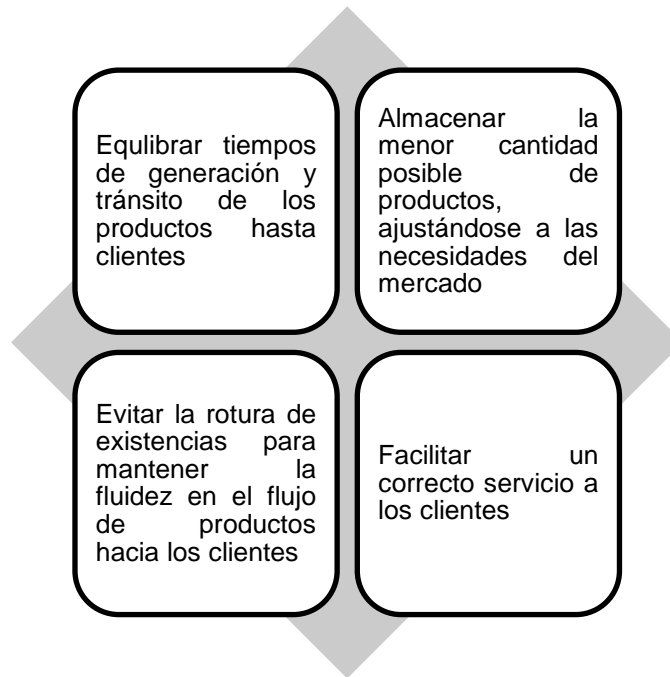 Equlibrar tiempos
de generación y
tránsito de los
productos hasta
clientes
Almacenar la
menor cantidad
posible de
productos,
ajustándose a las
necesidades del
mercado
Evitar la rotura de
existencias para
mantener la
fluidez en el flujo
de productos
hacia los clientes
Facilitar un
correcto servicio a
los clientes